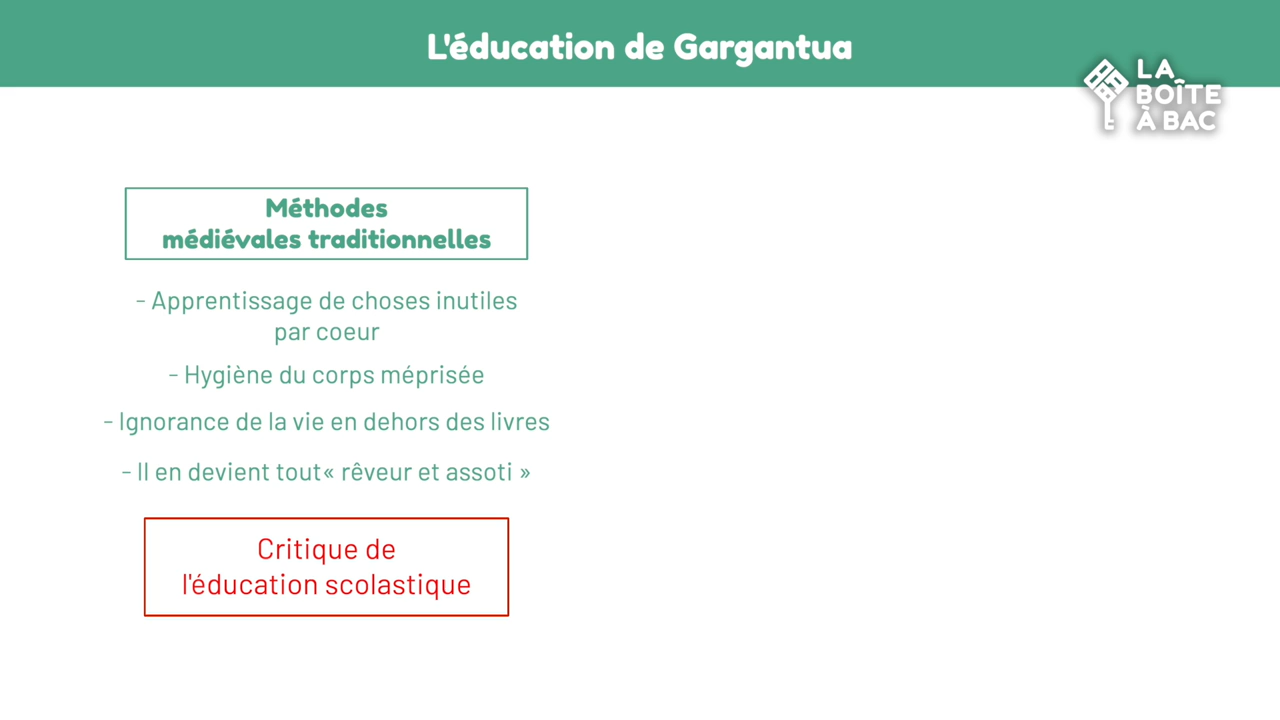 L'éducation de Gargantua
LA
BOÎTE
À BAC
Méthodes
médiévales traditionnelles
- Apprentissage de choses inutiles
par coeur
- Hygiène du corps méprisée
- Ignorance de la vie en dehors des livres
- Il en devient tout« rêveur et assoti »
Critique de
l'éducation scolastique